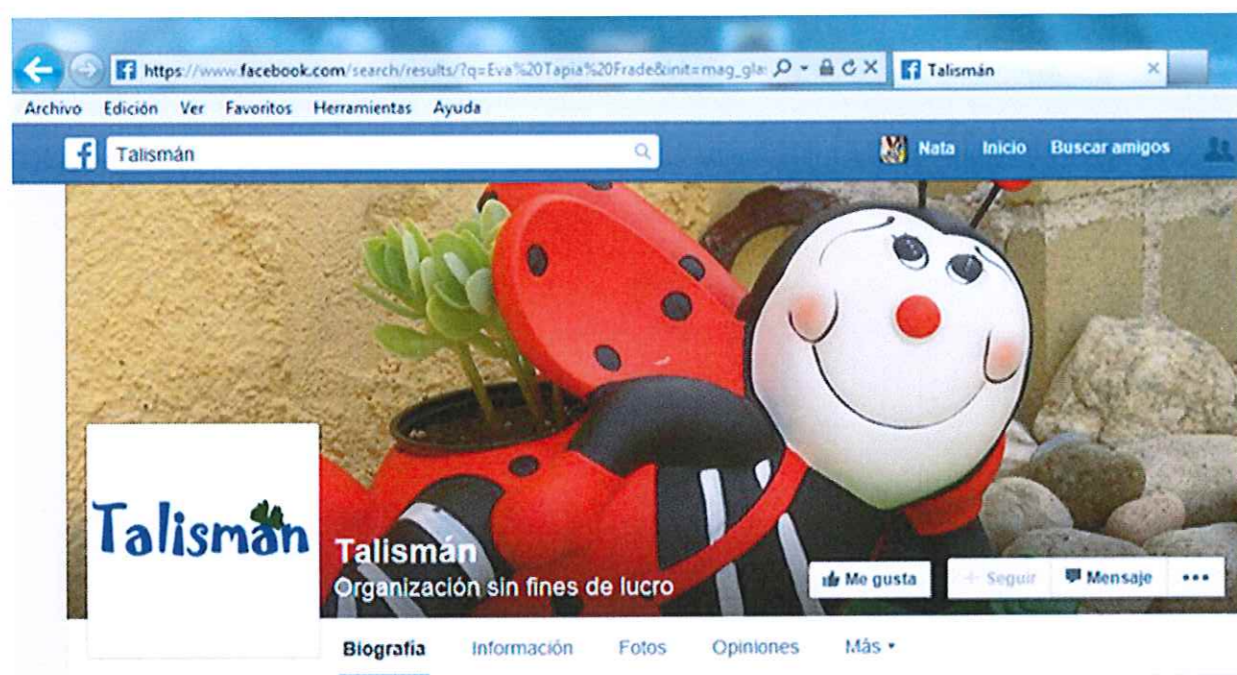 https://www.facebook.com/search/results/?q=Eva%20Tapia%20Frade&init=mag_gla Talismán
Archivo Edición Ver Favoritos Herramientas Ayuda
Talismán Nata Inicio Buscar amigos
Talismán
Talismán
Organización sin fines de lucro
Me gusta + Seguir Mensaje
Biografía Información Fotos Opiniones Más